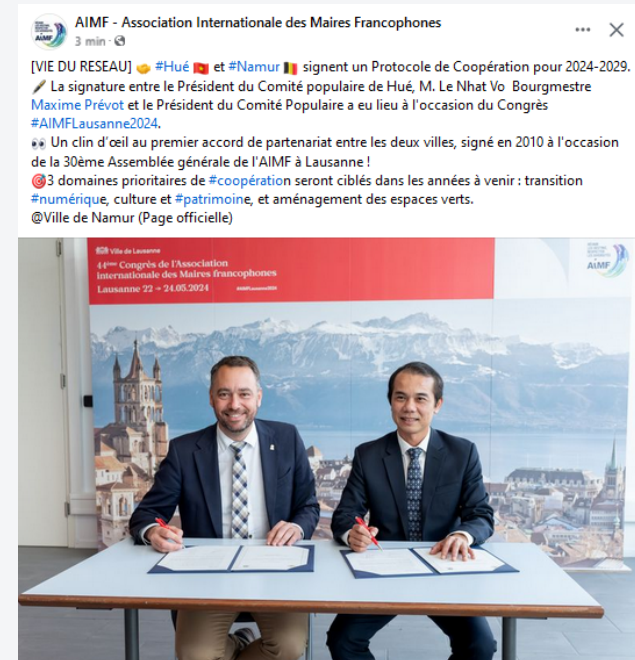 AIMF - Association Internationale des Maires Francophones
3 min ·
[VIE DU RESEAU] 🤝 #Hué 🇻🇳 et #Namur 🇧🇪 signent un Protocole de Coopération pour 2024-2029.
🖋️ La signature entre le Président du Comité populaire de Hué, M. Le Nhat Vo Bourgmestre
Maxime Prévot et le Président du Comité Populaire a eu lieu à l'occasion du Congrès
#AIMFLausanne2024.
👀 Un clin d'œil au premier accord de partenariat entre les deux villes, signé en 2010 à l'occasion
de la 30ème Assemblée générale de l'AIMF à Lausanne !
🎯3 domaines prioritaires de #coopération seront ciblés dans les années à venir : transition
#numérique, culture et #patrimoine, et aménagement des espaces verts.
@Ville de Namur (Page officielle)
Ville de Lausanne
44ème Congrès de l'Association
internationale des Maires francophones
Lausanne 22 → 24.05.2024
#AIMFLausanne2024
AIMF